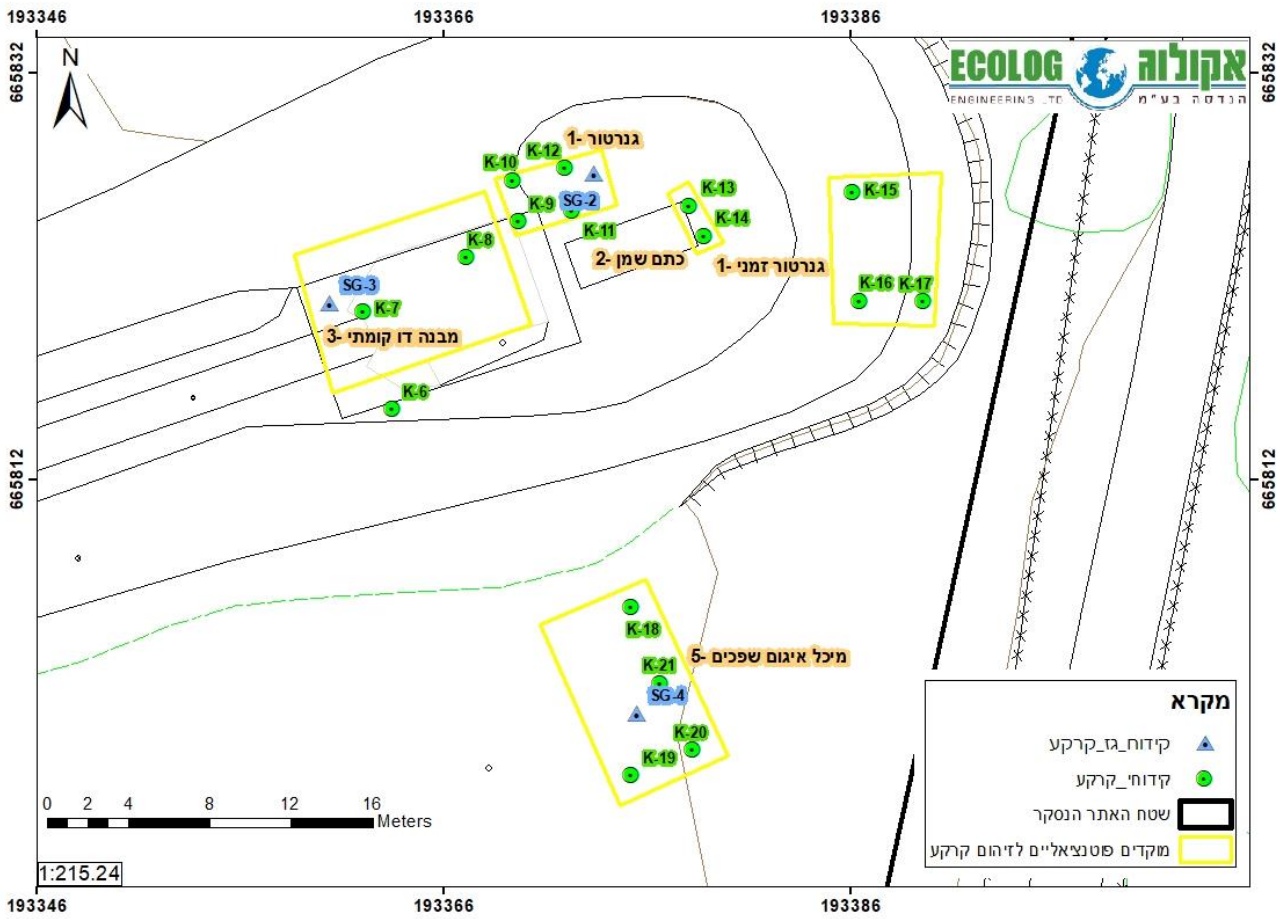 193346 193366 193386
665832 665832
N
ECOLOG אקולוג
ENGINEERING LTD הנדסה בע"מ
גנרטור -1
K-12
K-10
K-13
K-15
SG-2
K-9
K-11
K-14
K-8
כתם שמן -2
גנרטור זמני -1
SG-3
K-7
K-16 K-17
מבנה דו קומתי -3
K-6
665812 665812
K-18
מיכל איגום שפכים -5
K-21
SG-4
K-20
K-19
מקרא
קידוח_גז_קרקע
קידוחי_קרקע
שטח האתר הנסקר
מוקדים פוטנציאליים לזיהום קרקע
0 2 4 8 12 16
Meters
1:215.24
193346 193366 193386